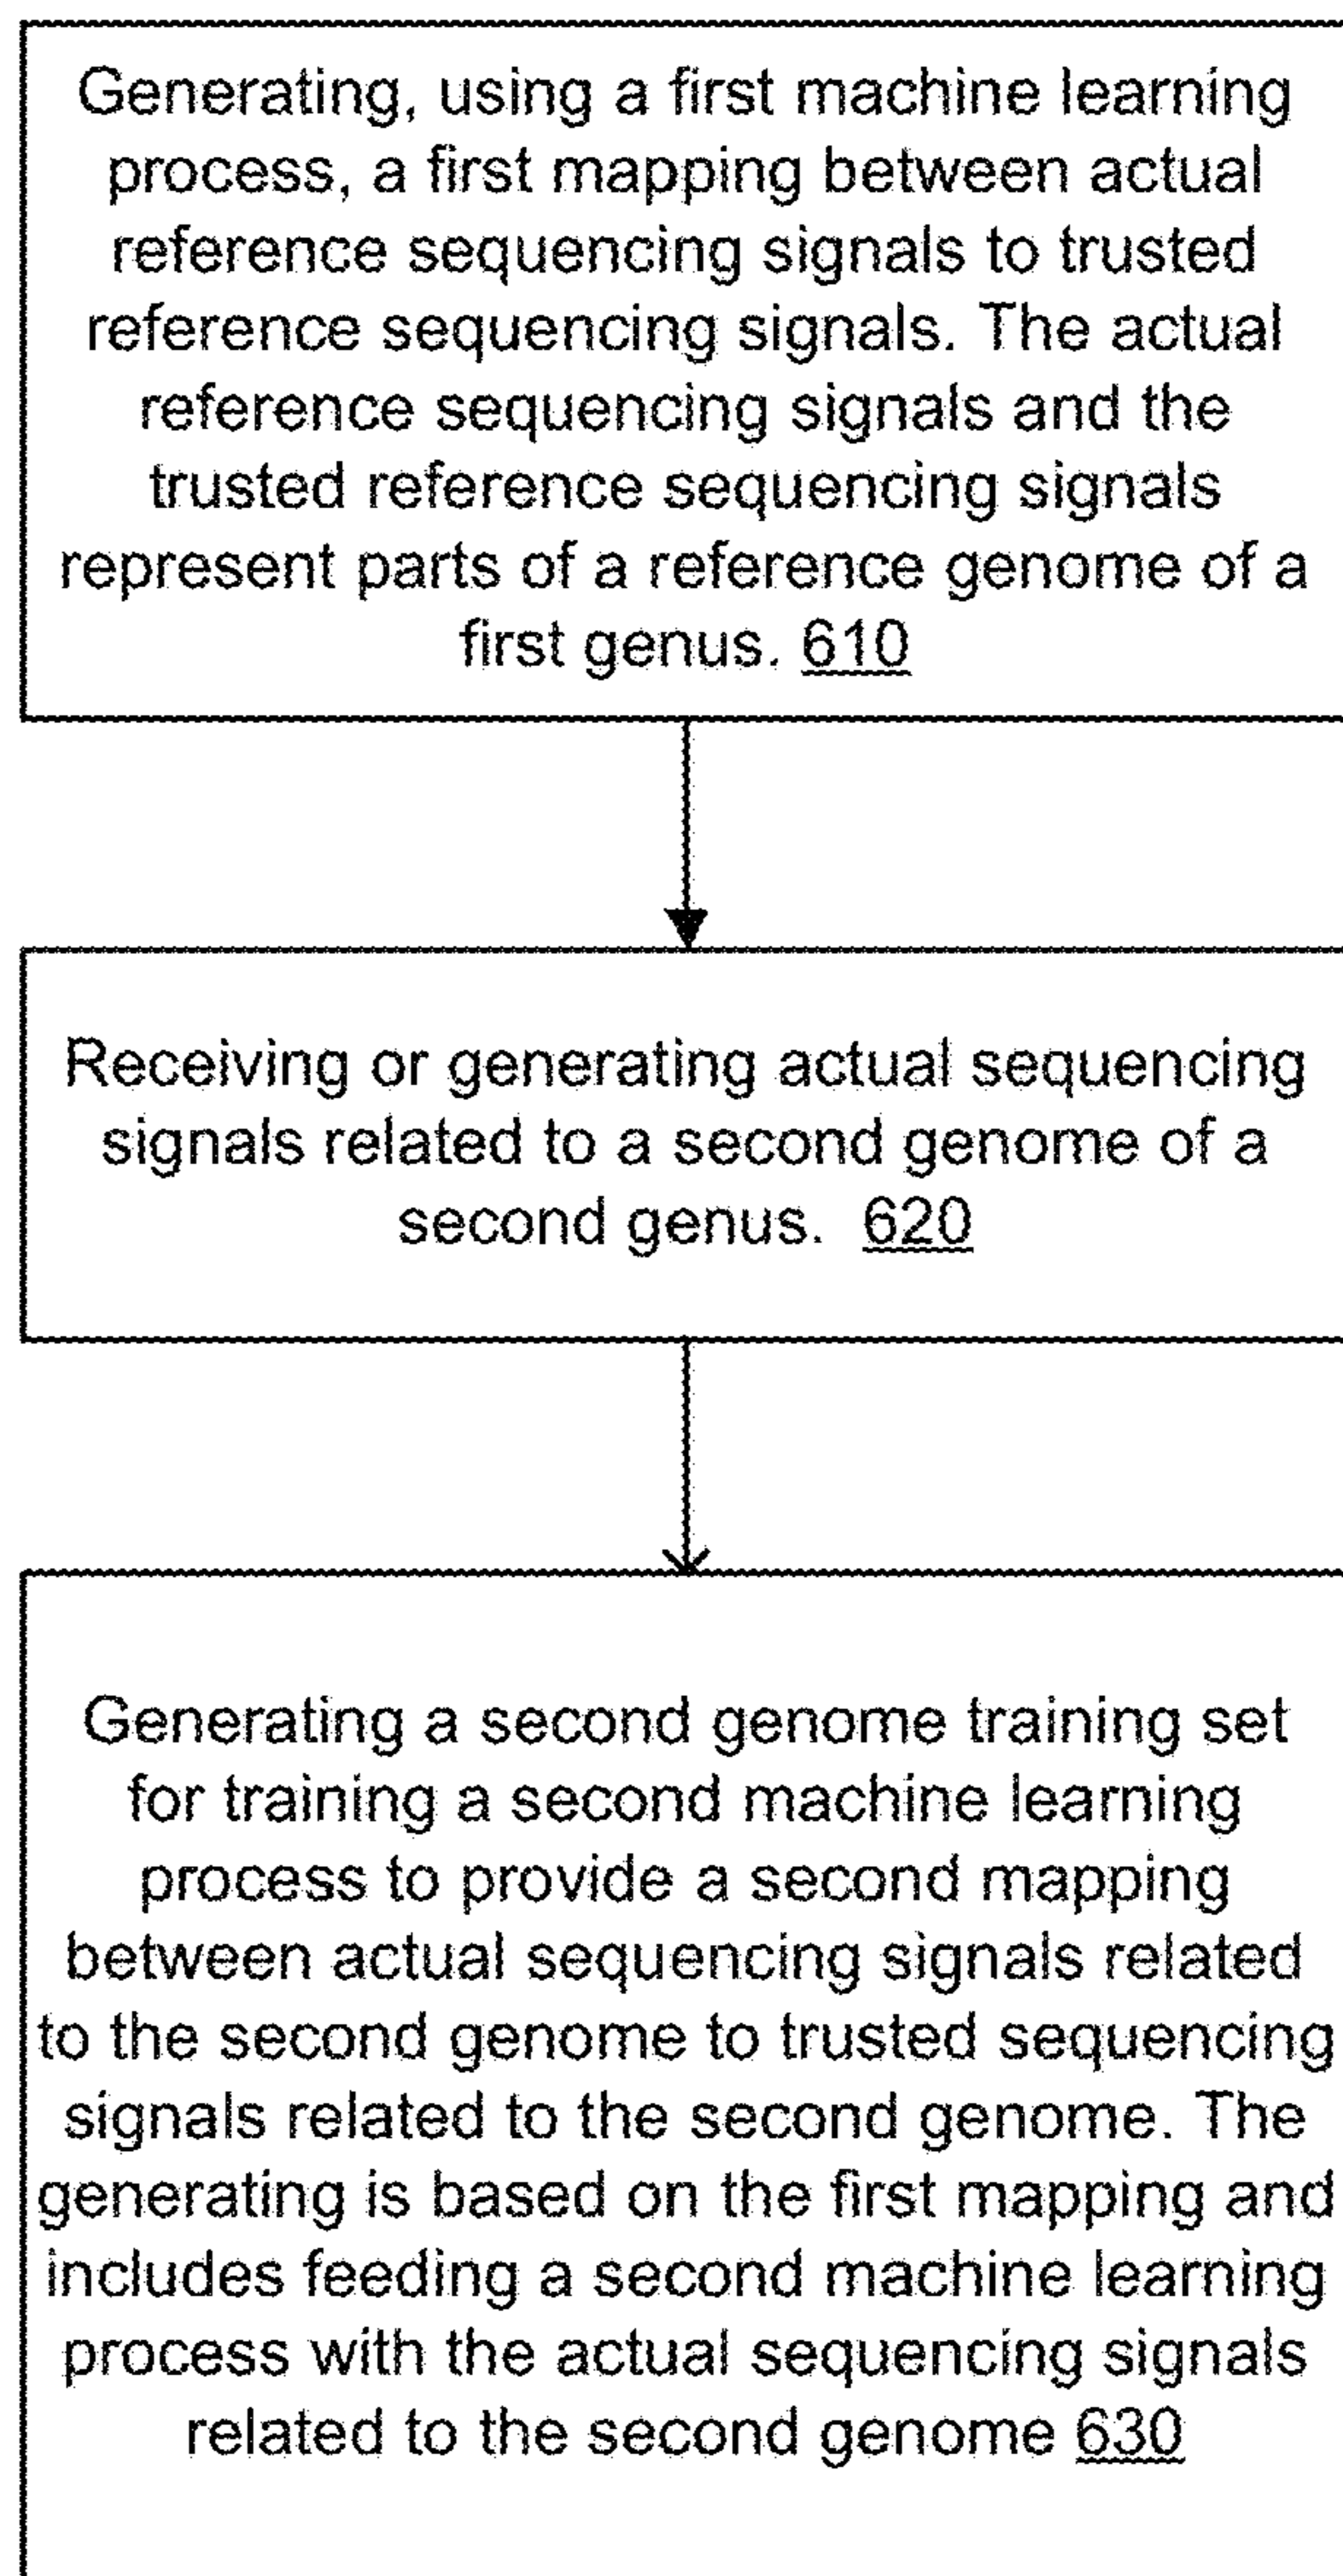 Generating, using a first machine learning
process, a first mapping between actual
reference sequencing signals to trusted
reference sequencing signals. The actual
reference sequencing signals and the
trusted reference sequencing signals
represent parts of a reference genome of a
first genus. 610
Receiving or generating actual sequencing
signals related to a second genome of a
second genus. 620
Generating a second genome training set
for training a second machine learning
process to provide a second mapping
between actual sequencing signals related
to the second genome to trusted sequencing
signals related to the second genome. The
generating is based on the first mapping and
includes feeding a second machine learning
process with the actual sequencing signals
related to the second genome 630